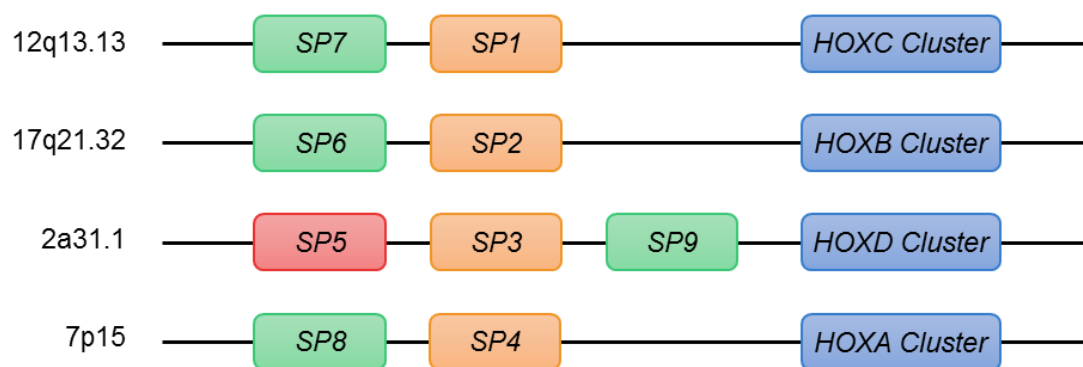 12q13.13 SP7 SP1 HOXC Cluster
17q21.32 SP6 SP2 HOXB Cluster
2a31.1 SP5 SP3 SP9 HOXD Cluster
7p15 SP8 SP4 HOXA Cluster